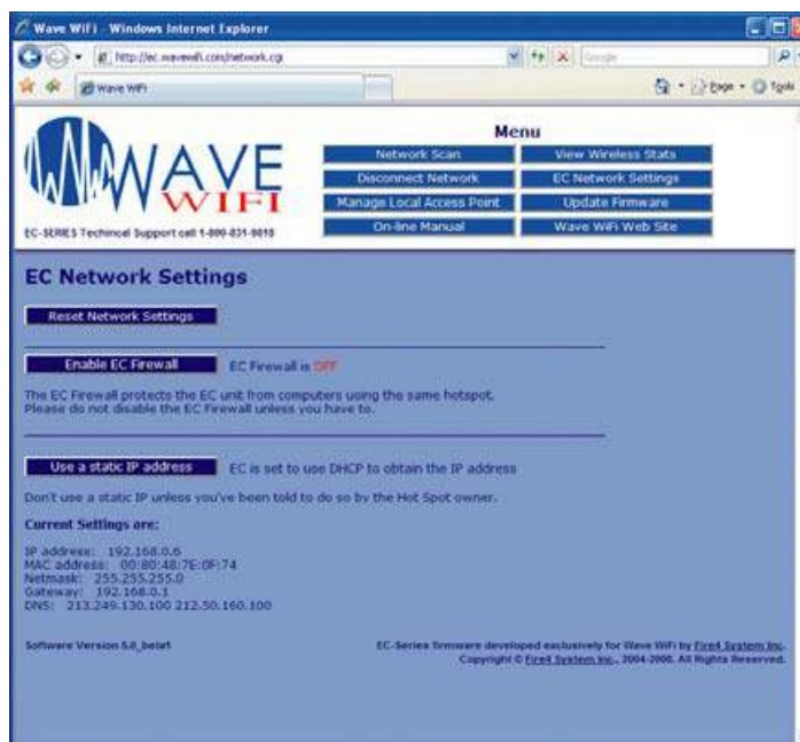 Wave WiFi - Windows Internet Explorer
http://ec.wavewifi.com/network.cgi
Google
Wave WiFi
Page
Tools
Menu
Network Scan
View Wireless Stats
Disconnect Network
EC Network Settings
Manage Local Access Point
Update Firmware
On-line Manual
Wave WiFi Web Site
WAVE
WIFI
EC-SERIES Techincal Support call 1-800-831-9810
EC Network Settings
Reset Network Settings
Enable EC Firewall
EC Firewall is OFF
The EC Firewall protects the EC unit from computers using the same hotspot.
Please do not disable the EC Firewall unless you have to.
Use a static IP address
EC is set to use DHCP to obtain the IP address
Don't use a static IP unless you've been told to do so by the Hot Spot owner.
Current Settings are:
IP address: 192.168.0.6
MAC address: 00:80:48:7E:0F:74
Netmask: 255.255.255.0
Gateway: 192.168.0.1
DNS: 213.249.130.100 212.50.160.100
Software Version 5.0_beta1
EC-Series firmware developed exclusively for Wave WiFi by Fire4 System Inc.
Copyright © Fire4 System Inc., 2004-2008. All Rights Reserved.